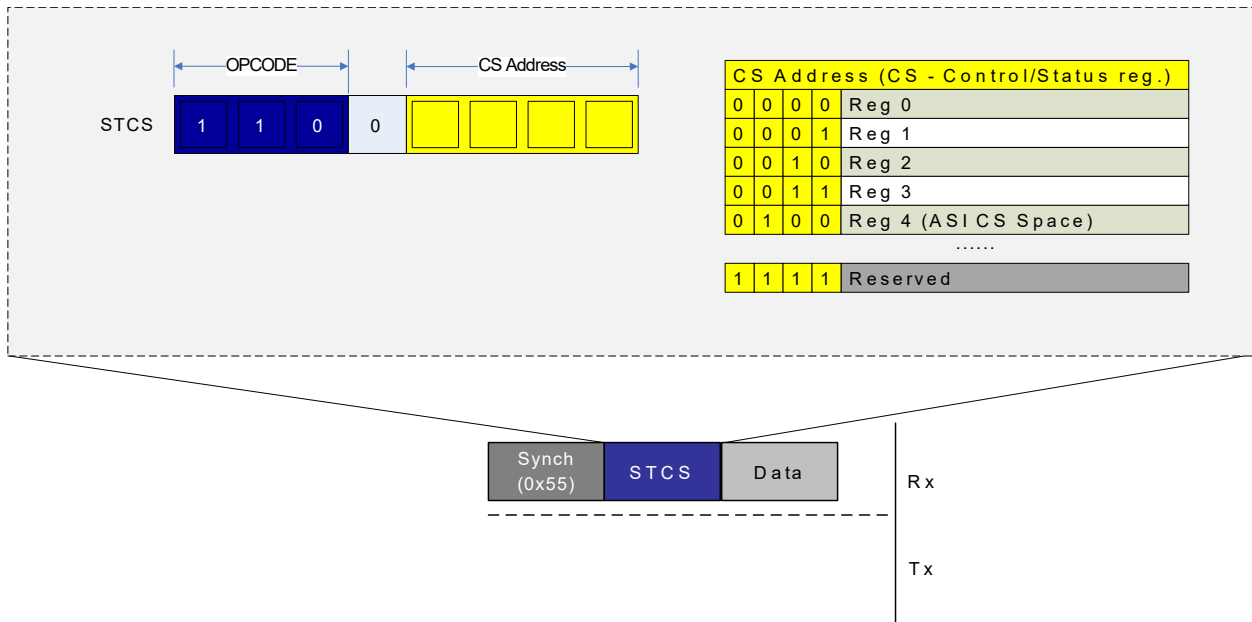 OPCODE
CS Address
STCS
1 1 0 0
CS Address (CS - Control/Status reg.)
0 0 0 0 Reg 0
0 0 0 1 Reg 1
0 0 1 0 Reg 2
0 0 1 1 Reg 3
0 1 0 0 Reg 4 (ASI CS Space)
......
1 1 1 1 Reserved
Synch
(0x55)
STCS
Data
Rx
Tx